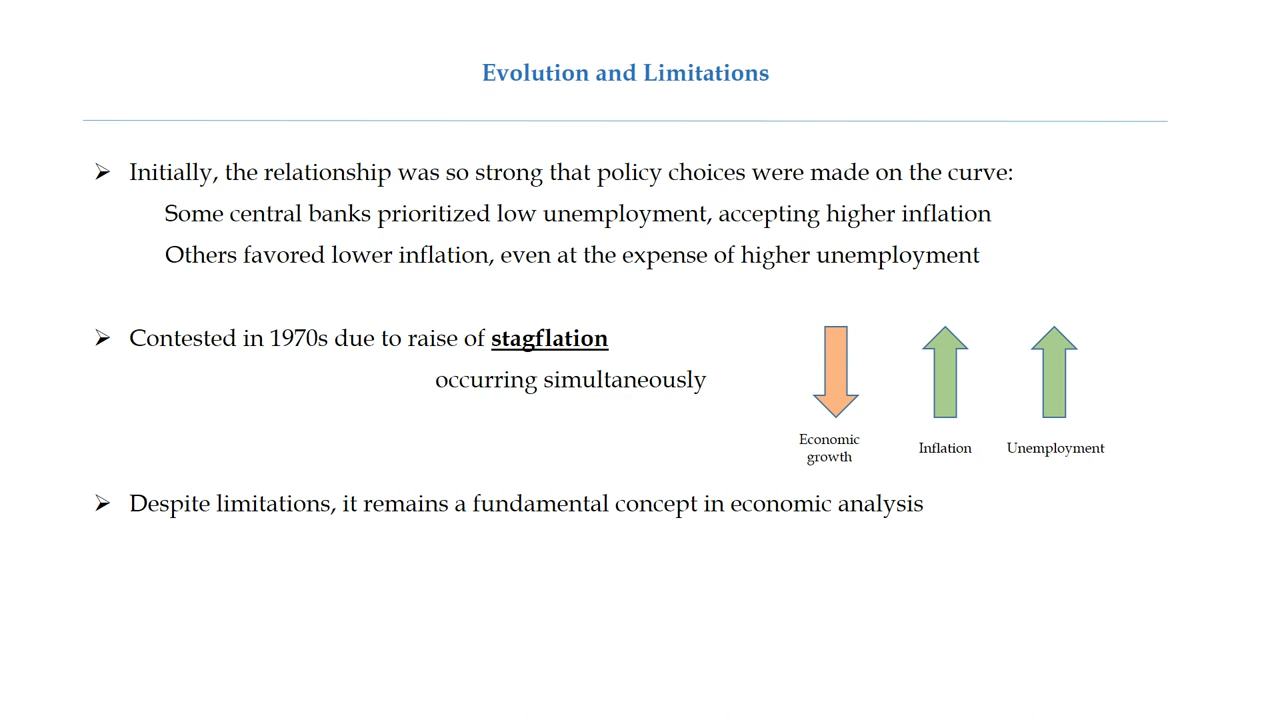 Evolution and Limitations
Initially, the relationship was so strong that policy choices were made on the curve:
Some central banks prioritized low unemployment, accepting higher inflation
Others favored lower inflation, even at the expense of higher unemployment
Contested in 1970s due to raise of stagflation
occurring simultaneously
Economic
growth
Inflation
Unemployment
Despite limitations, it remains a fundamental concept in economic analysis